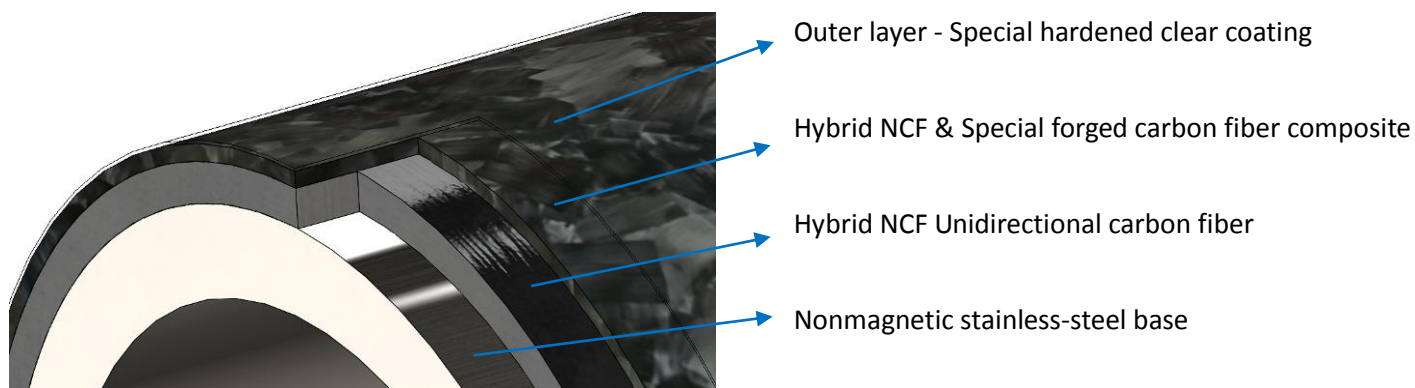 Outer layer - Special hardened clear coating
Hybrid NCF & Special forged carbon fiber composite
Hybrid NCF Unidirectional carbon fiber
Nonmagnetic stainless-steel base